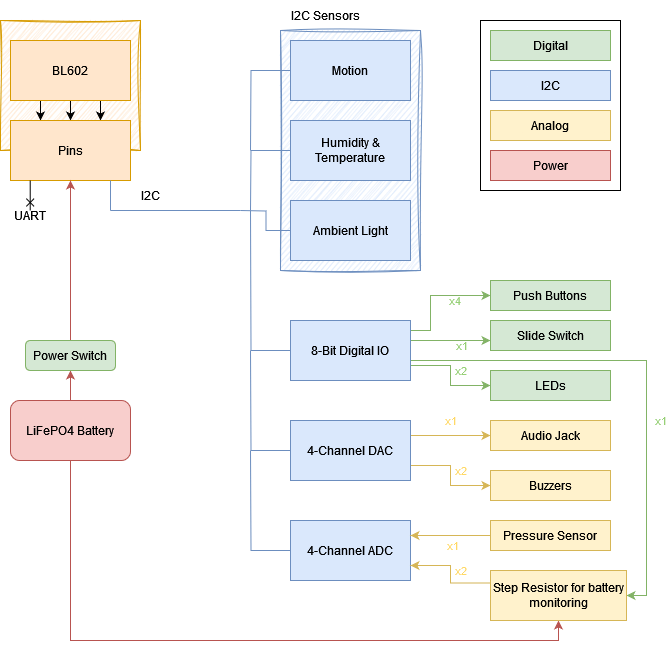 I2C Sensors
BL602
Pins
UART
I2C
Motion
Humidity &
Temperature
Ambient Light
Digital
I2C
Analog
Power
Power Switch
LiFePO4 Battery
8-Bit Digital IO
x4
x1
x2
x1
Push Buttons
Slide Switch
LEDs
4-Channel DAC
x1
x2
Audio Jack
Buzzers
4-Channel ADC
x1
x2
Pressure Sensor
Step Resistor for battery
monitoring